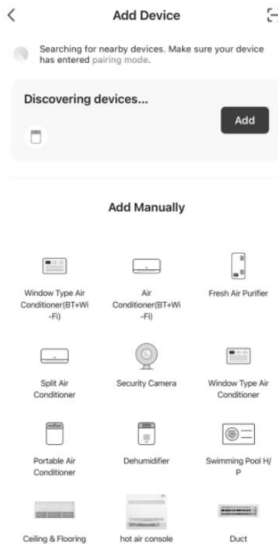 Add Device
Searching for nearby devices. Make sure your device
has entered pairing mode.
Discovering devices...
Add
Add Manually
Window Type Air
Conditioner(BT+Wi
-Fi)
Air
Conditioner(BT+Wi
-Fi)
Fresh Air Purifier
Split Air
Conditioner
Security Camera
Window Type Air
Conditioner
Portable Air
Conditioner
Dehumidifier
Swimming Pool H/
P
Ceiling & Flooring
hot air console
Duct